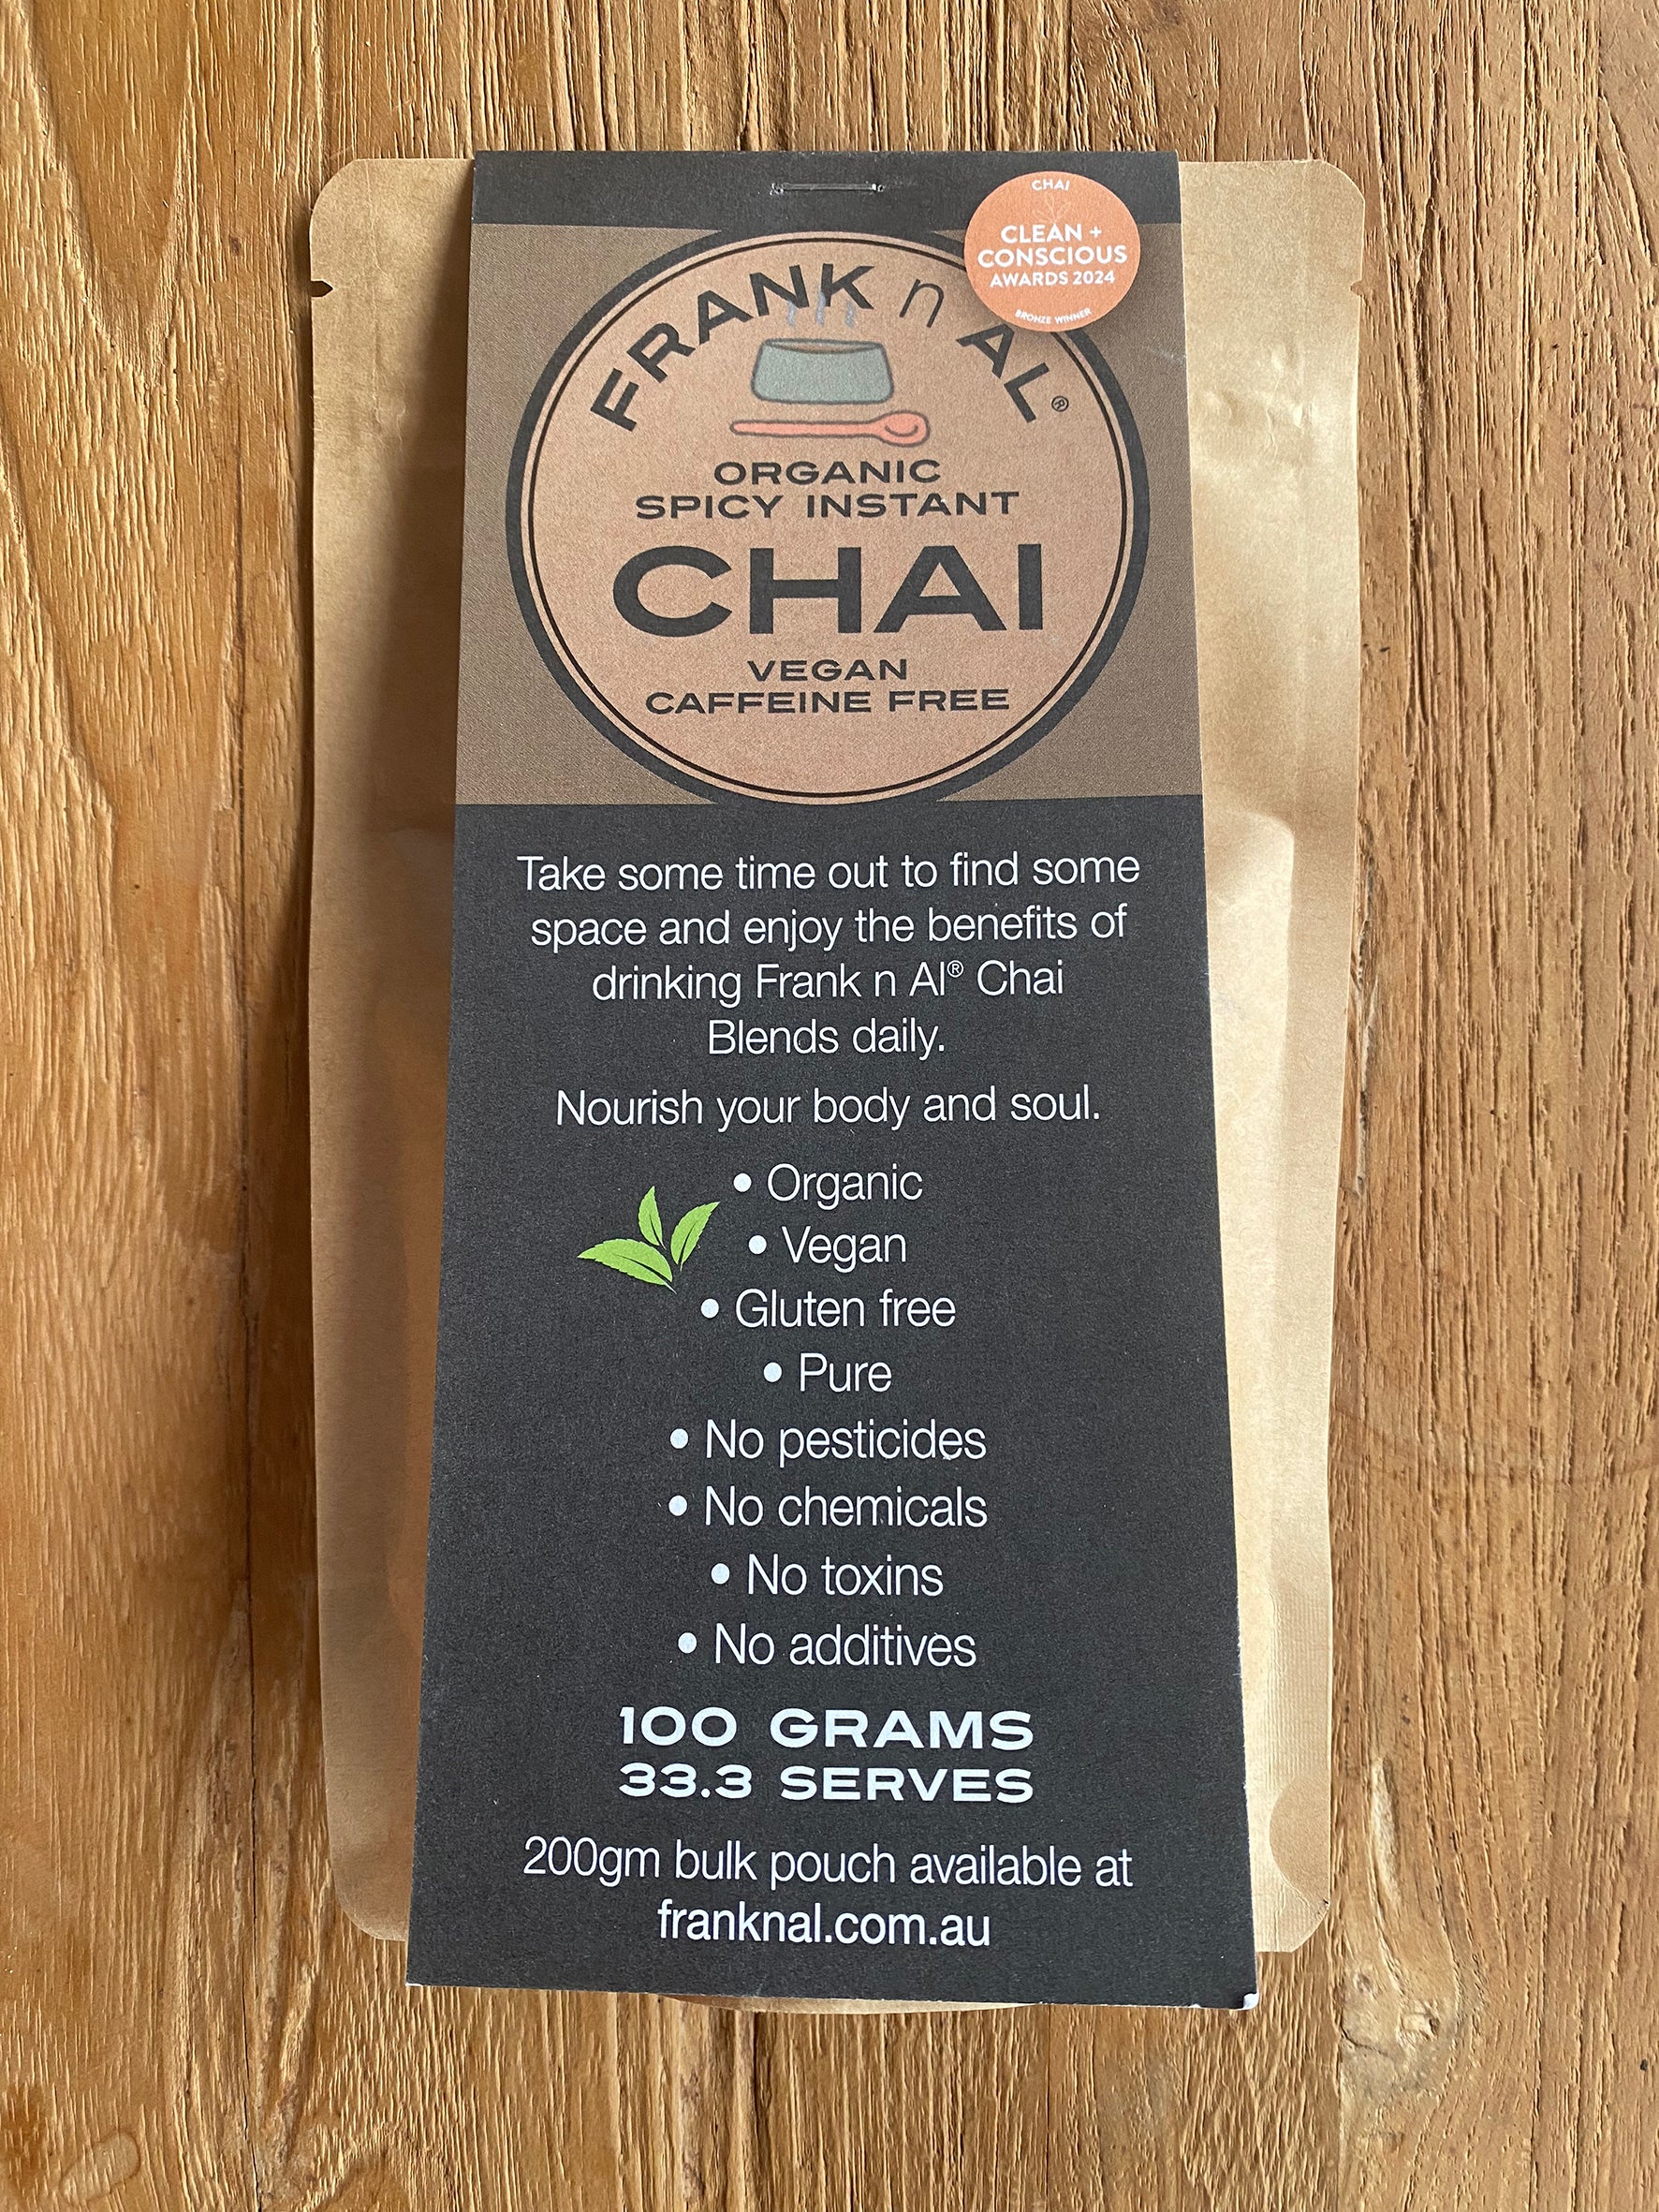 CHAI
CLEAN +
CONSCIOUS
AWARDS 2024
BRONZE WINNER
FRANK n AL®
ORGANIC
SPICY INSTANT
CHAI
VEGAN
CAFFEINE FREE
Take some time out to find some
space and enjoy the benefits of
drinking Frank n Al® Chai
Blends daily.
Nourish your body and soul.
• Organic
• Vegan
• Gluten free
• Pure
• No pesticides
• No chemicals
• No toxins
• No additives
100 GRAMS
33.3 SERVES
200gm bulk pouch available at
franknal.com.au